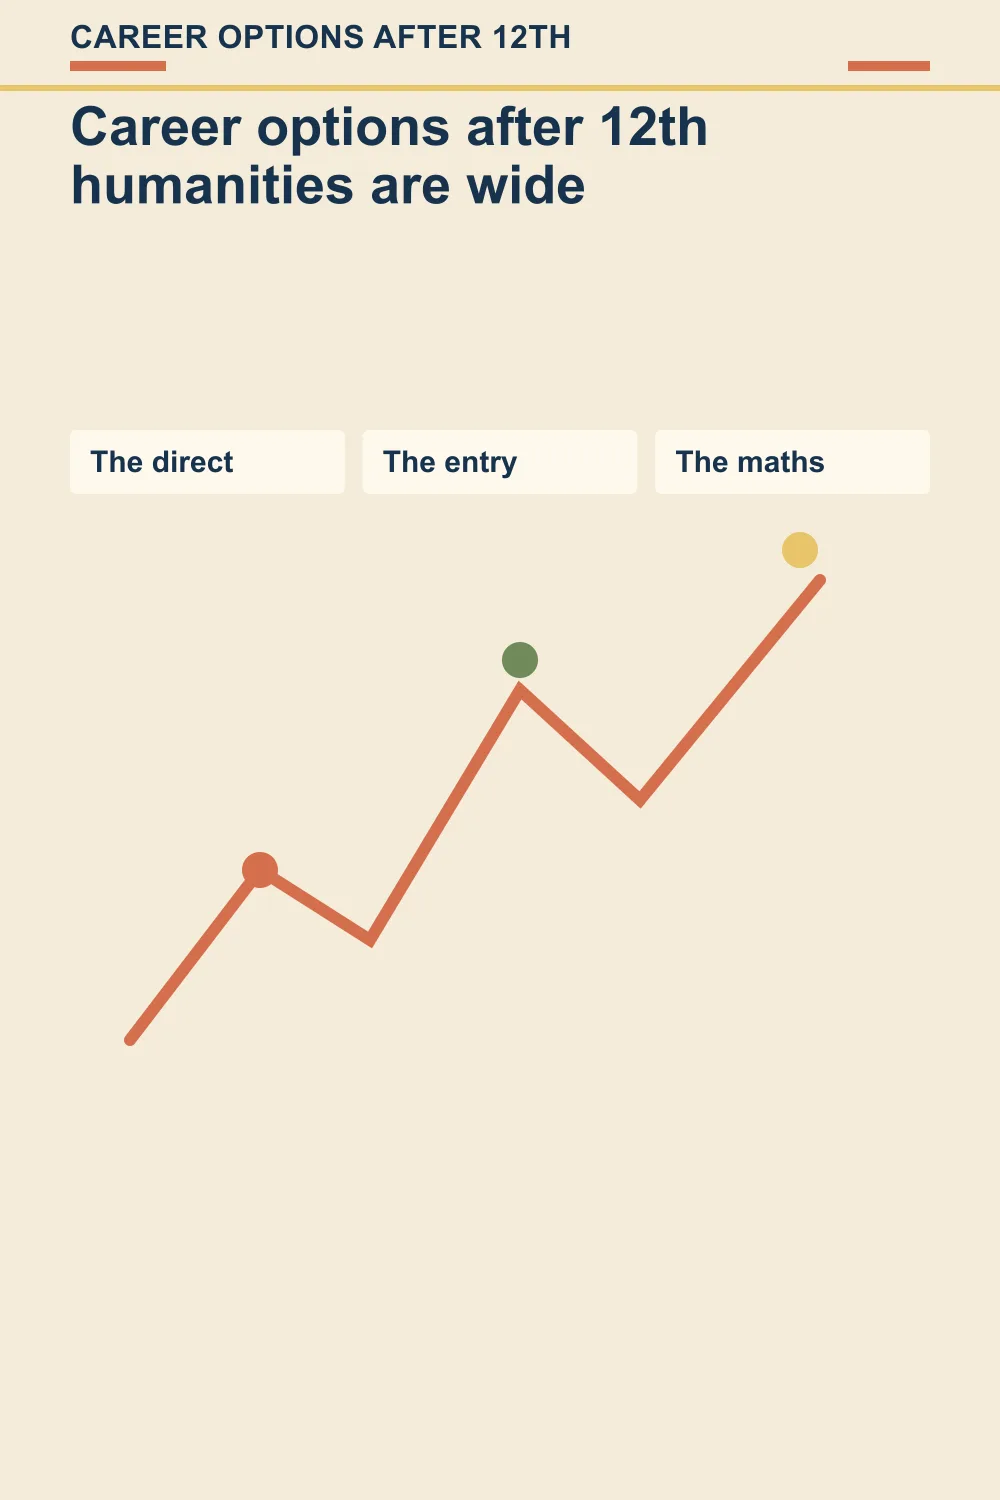 CAREER OPTIONS AFTER 12TH
Career options after 12th
humanities are wide
The direct
The entry
The maths